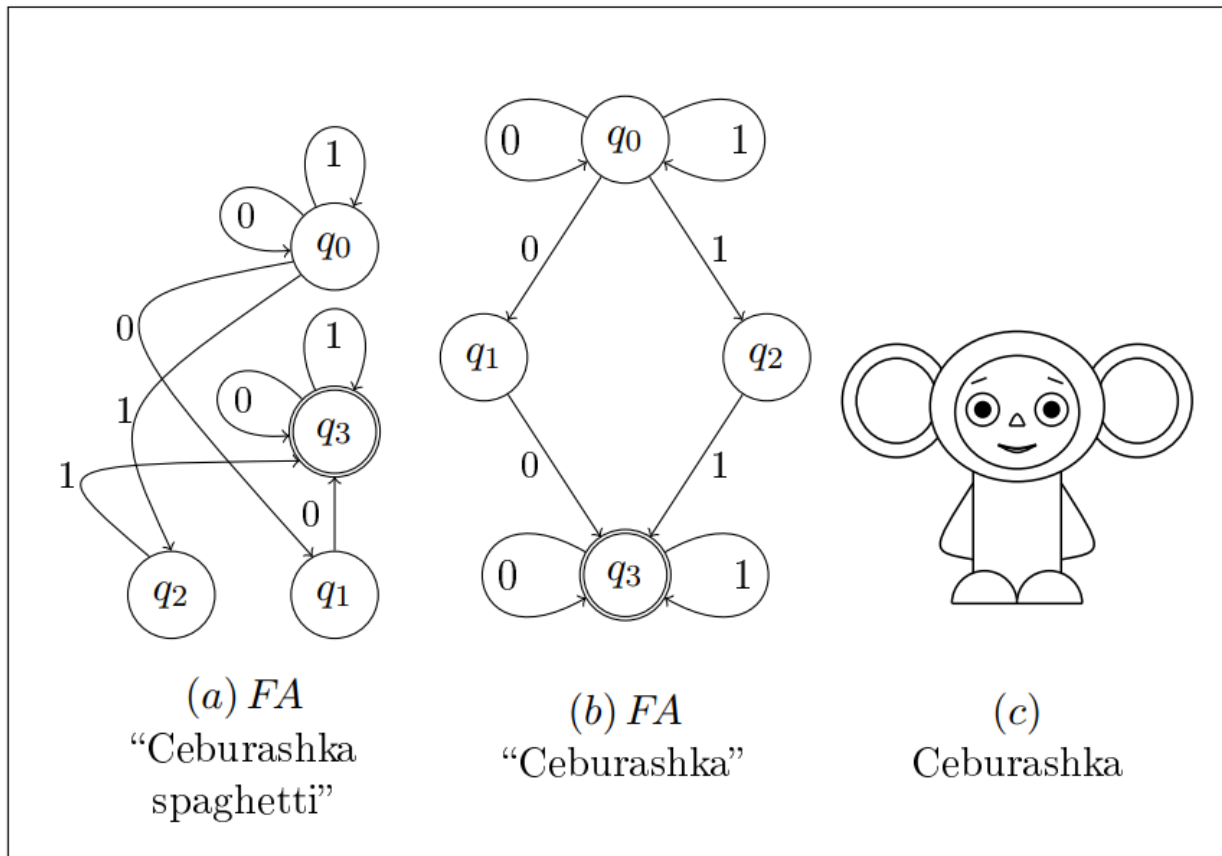 1
0
q0
0
1
0
q3
1
1
0
q2
q1
(a) FA
“Ceburashka
spaghetti”
0
q0
1
0
1
q1
q2
0
1
0
q3
1
(b) FA
“Ceburashka”
(c)
Ceburashka